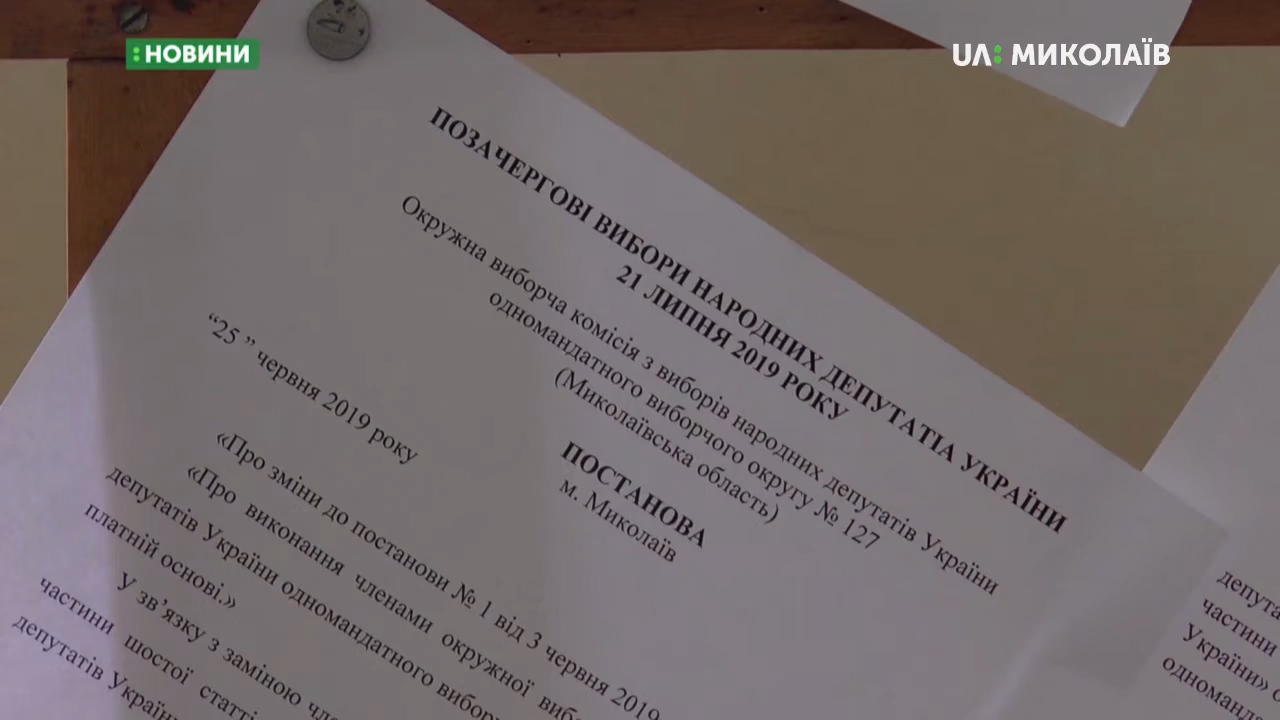 НОВИНИ
UA: МИКОЛАЇВ
ПОЗАЧЕРГОВІ ВИБОРИ НАРОДНИХ ДЕПУТАТІА УКРАЇНИ
21 ЛИПНЯ 2019 РОКУ
Окружна виборча комісія з виборів народних депутатів України
одномандатного виборчого округу № 127
(Миколаївська область)
ПОСТАНОВА
м. Миколаїв
“25 ” червня 2019 року
«Про зміни до постанови № 1 від 3 червня 2019
«Про виконання членами окружної
депутатів України одномандатного
платній основі.»
У зв’язку з заміною
частини шостої
депутатів України
частини
України»